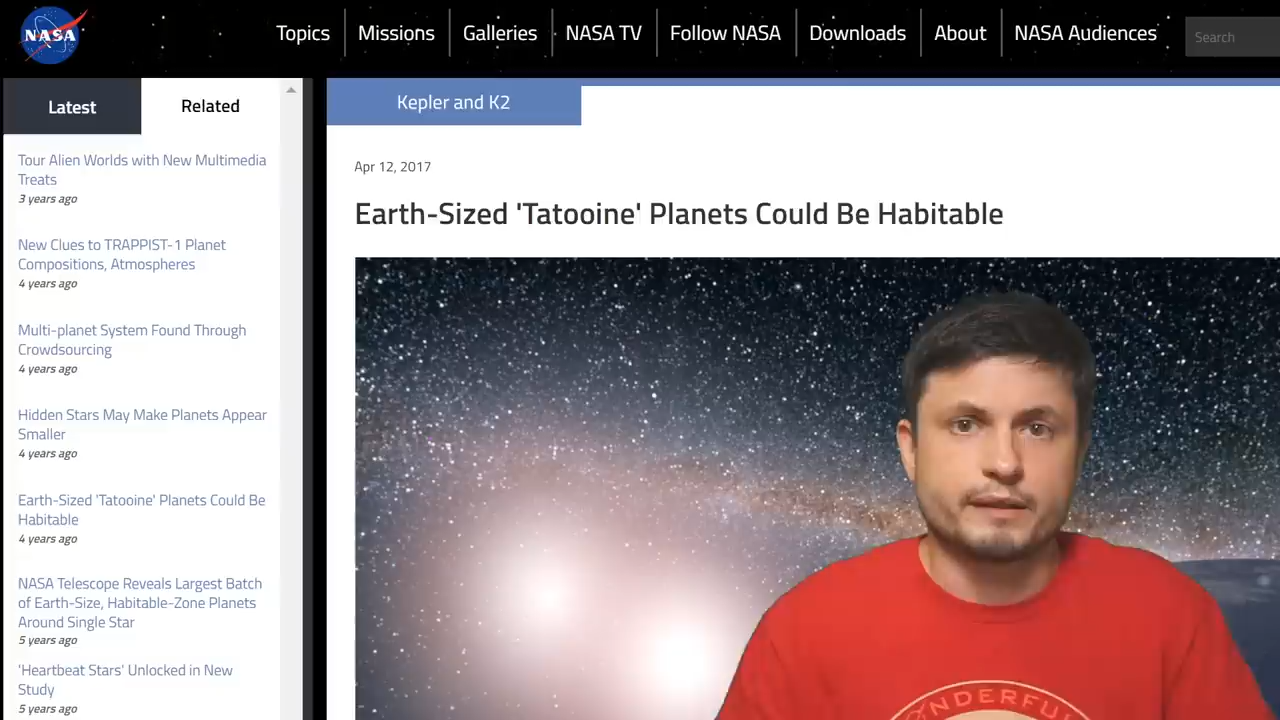 NASA
Topics
Missions
Galleries
NASA TV
Follow NASA
Downloads
About
NASA Audiences
Search
Latest
Related
Tour Alien Worlds with New Multimedia
Treats
3 years ago
New Clues to TRAPPIST-1 Planet
Compositions, Atmospheres
4 years ago
Multi-planet System Found Through
Crowdsourcing
4 years ago
Hidden Stars May Make Planets Appear
Smaller
4 years ago
Earth-Sized 'Tatooine' Planets Could Be
Habitable
4 years ago
NASA Telescope Reveals Largest Batch
of Earth-Size, Habitable-Zone Planets
Around Single Star
5 years ago
'Heartbeat Stars' Unlocked in New
Study
5 years ago
Kepler and K2
Apr 12, 2017
Earth-Sized 'Tatooine' Planets Could Be Habitable